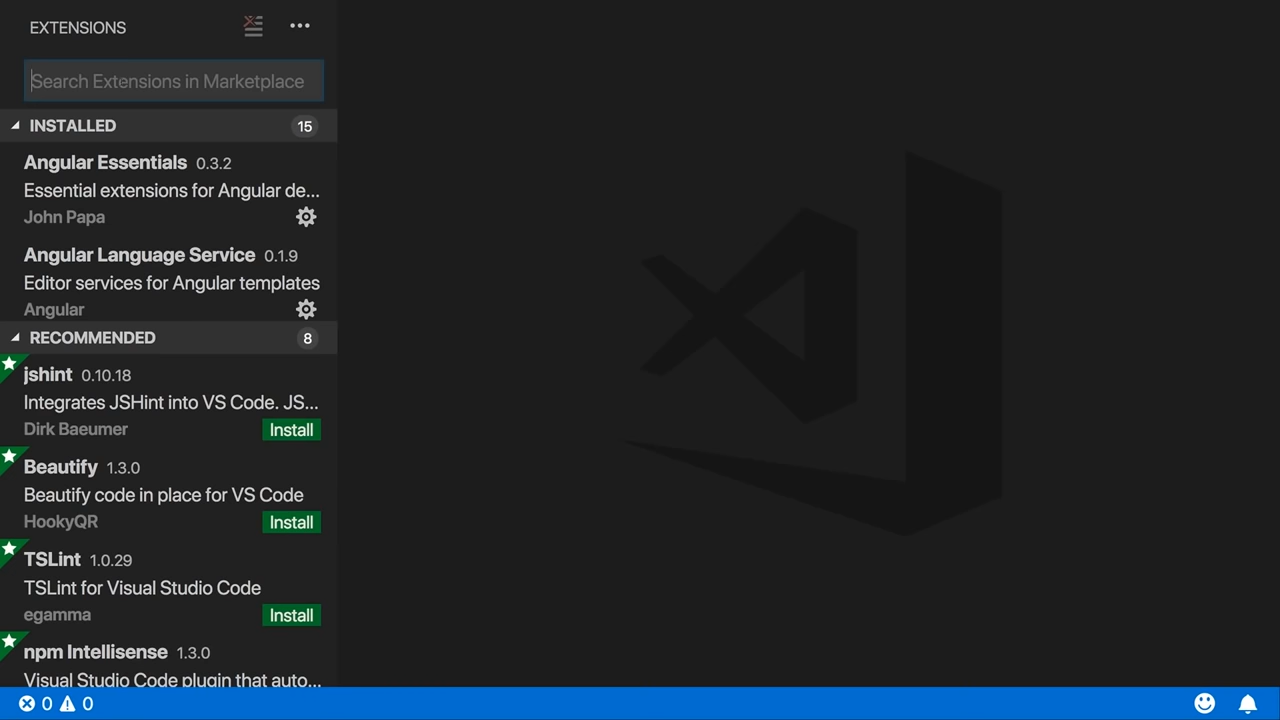 EXTENSIONS
Search Extensions in Marketplace
INSTALLED 15
Angular Essentials 0.3.2
Essential extensions for Angular de...
John Papa
Angular Language Service 0.1.9
Editor services for Angular templates
Angular
RECOMMENDED 8
jshint 0.10.18
Integrates JSHint into VS Code. JS...
Dirk Baeumer Install
Beautify 1.3.0
Beautify code in place for VS Code
HookyQR Install
TSLint 1.0.29
TSLint for Visual Studio Code
egamma Install
npm Intellisense 1.3.0
Visual Studio Code plugin that auto...
0 0